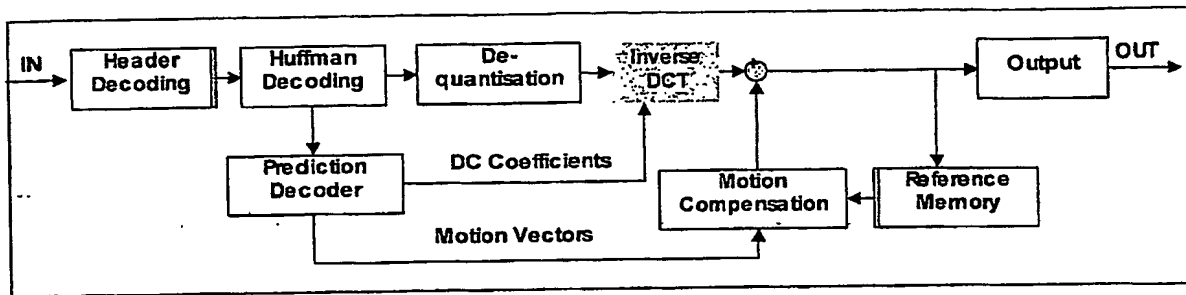 IN
Header
Decoding
Huffman
Decoding
De-
quantisation
Inverse
DCT
+
Output
OUT
Prediction
Decoder
DC Coefficients
Motion
Compensation
Reference
Memory
Motion Vectors